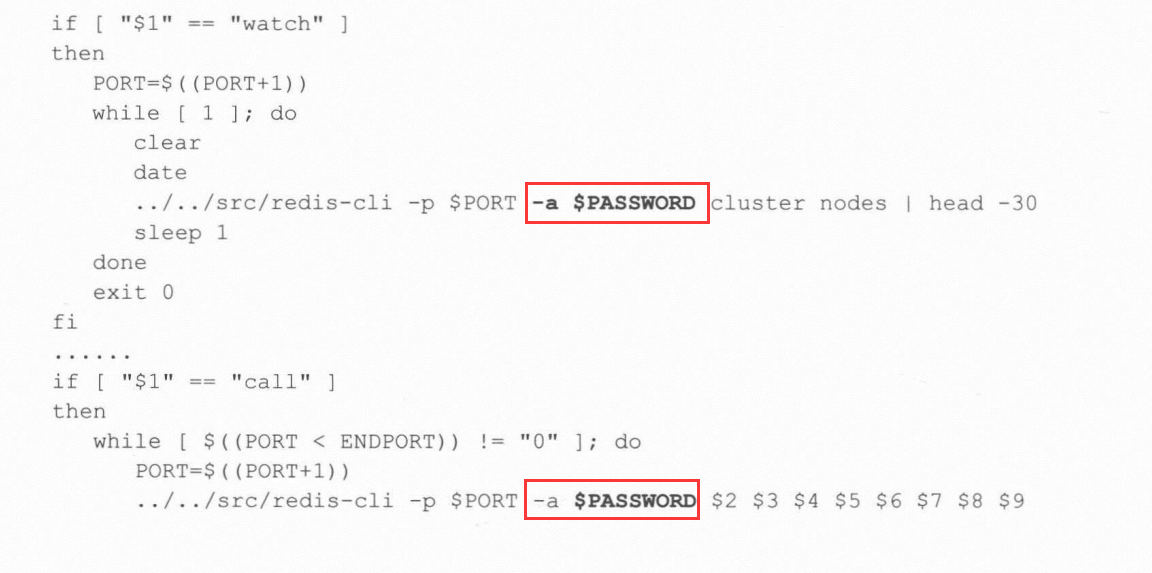 if [ "$1" == "watch" ]
then
PORT=$((PORT+1))
while [ 1 ]; do
clear
date
../../src/redis-cli -p $PORT -a $PASSWORD cluster nodes | head -30
sleep 1
done
exit 0
fi
......
if [ "$1" == "call" ]
then
while [ $((PORT < ENDPORT)) != "0" ]; do
PORT=$((PORT+1))
../../src/redis-cli -p $PORT -a $PASSWORD $2 $3 $4 $5 $6 $7 $8 $9